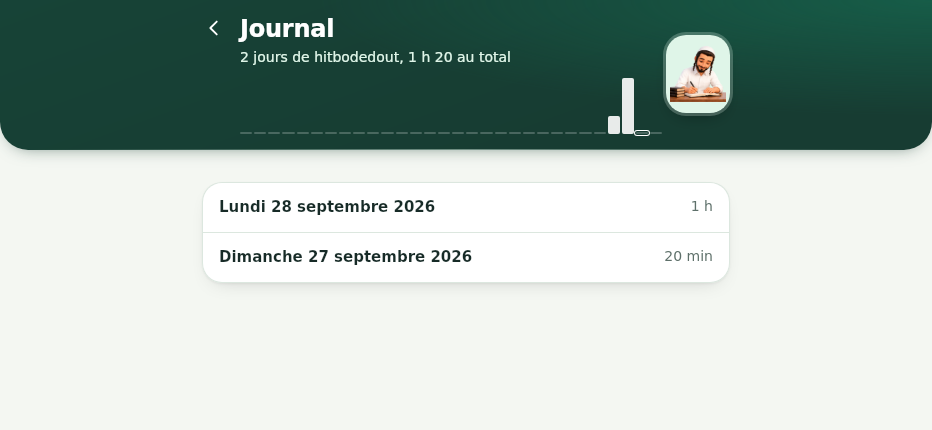 Journal
2 jours de hitbodedout, 1 h 20 au total
Lundi 28 septembre 2026 1 h
Dimanche 27 septembre 2026 20 min